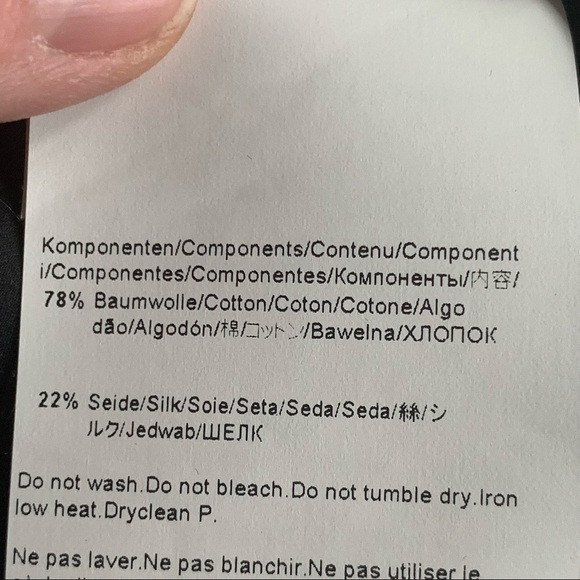 Komponenten/Components/Contenu/Component
i/Componentes/Componentes/Компоненты/内容/
78% Baumwolle/Cotton/Coton/Cotone/Algo
dão/Algodón/棉/コットン/Bawelna/ХЛОПОК
22% Seide/Silk/Soie/Seta/Seda/Seda/絲/シ
ルク/Jedwab/ШЕЛК
Do not wash.Do not bleach.Do not tumble dry.Iron
low heat.Dryclean P.
Ne pas laver.Ne pas blanchir.Ne pas utiliser le